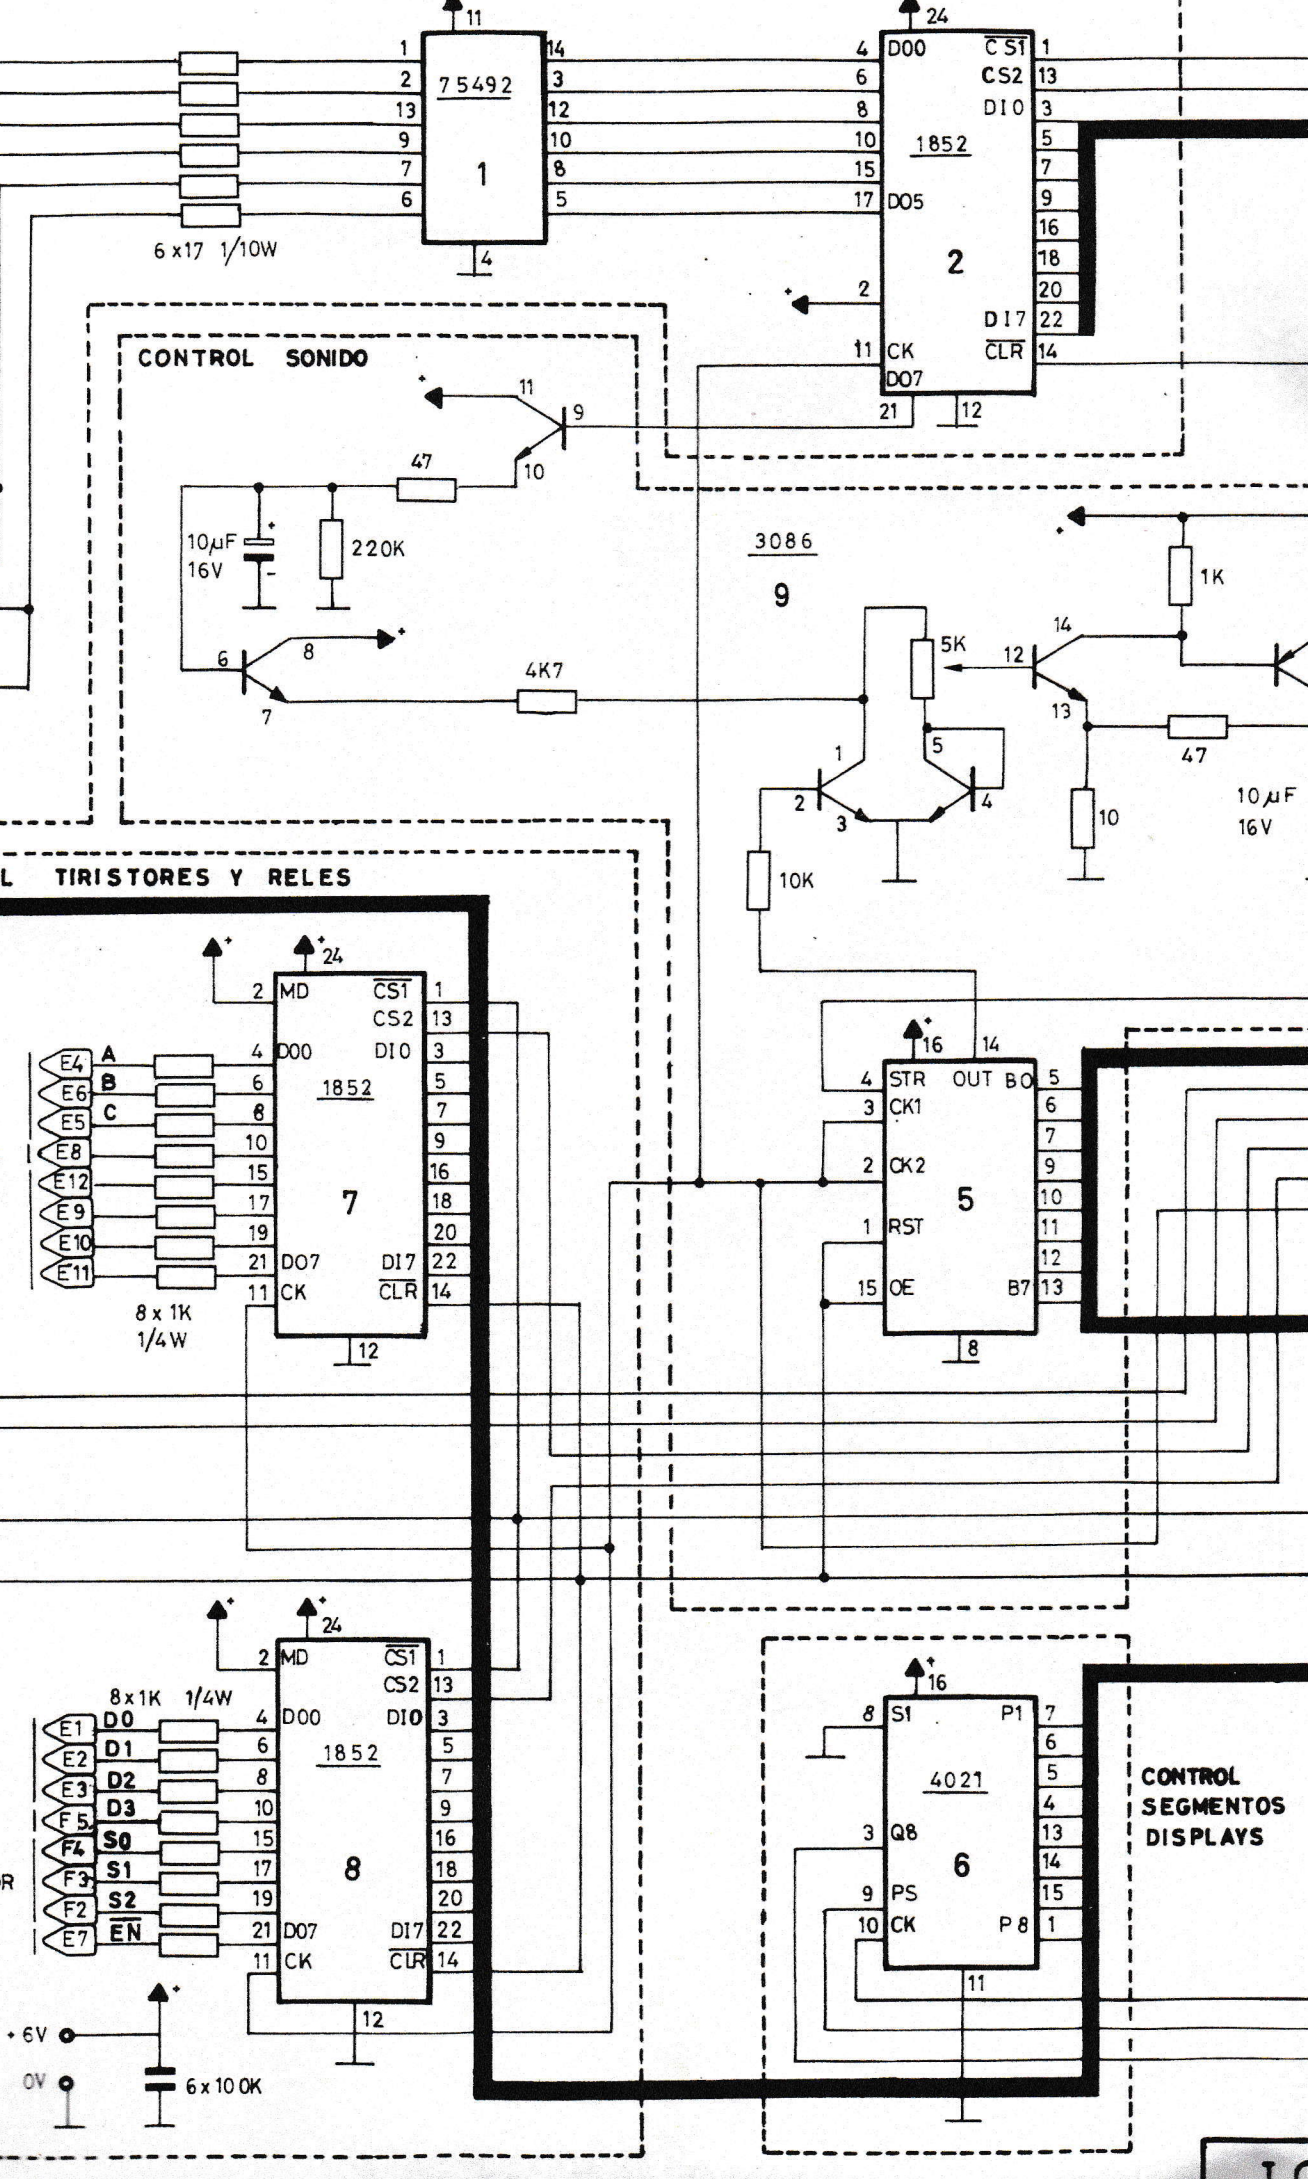 11
24
1
2
13
9
7
6
75492
1
14
3
12
10
8
5
4
6x17 1/10W
4
6
8
10
15
17
2
11
D00
D05
CK
D07
1852
2
CS1
CS2
DI0
DI7
CLR
1
13
3
5
7
9
16
18
20
22
14
21
12
+
CONTROL SONIDO
+
11
9
10
47
10µF
16V
+
-
220K
3086
9
+
1K
6
8
+
7
4K7
5K
14
12
13
47
1
2
3
5
4
10
10µF
16V
10K
L TIRISTORES Y RELES
+
+
24
2
MD
CS1
1
CS2
13
E4
A
4
D00
DI0
3
E6
B
6
1852
5
E5
C
8
7
E8
10
9
E12
15
16
E9
17
7
18
E10
19
20
E11
21
D07
DI7
22
11
CK
CLR
14
8x1K
1/4W
12
+
16
14
4
STR
OUT
B0
5
3
CK1
6
7
2
CK2
9
5
10
1
RST
11
12
15
OE
B7
13
8
+
+
24
2
MD
CS1
1
CS2
13
8x1K 1/4W
E1
D0
4
D00
DI0
3
E2
D1
6
5
E3
D2
8
1852
7
F5
D3
10
9
F4
S0
15
16
F3
S1
17
8
18
F2
S2
19
20
E7
EN
21
D07
DI7
22
11
CK
CLR
14
12
OR
+
+6V
0V
6x100K
+
16
8
S1
P1
7
6
4021
5
4
3
Q8
13
6
14
9
PS
15
10
CK
P8
1
11
CONTROL
SEGMENTOS
DISPLAYS